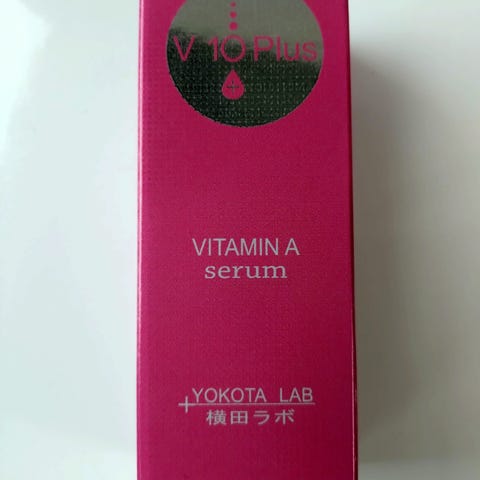 V 10 Plus
VITAMIN A
serum
YOKOTA LAB
横田ラボ